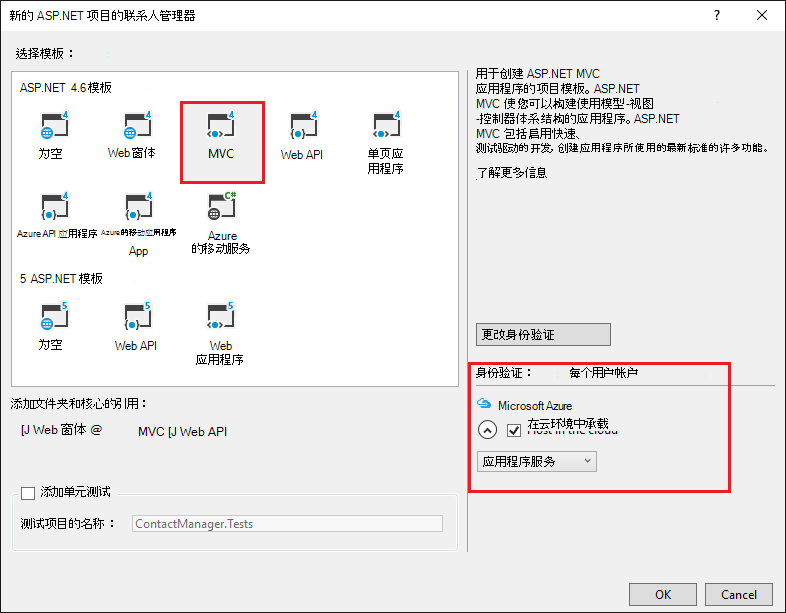 新的 ASP.NET 项目的联系人管理器
?
选择模板：
ASP.NET 4.6模板
为空
Web窗体
MVC
Web API
单页应
用程序
Azure API 应用程序
Azure的移动应用程序
App
Azure
的移动服务
5 ASP.NET 模板
为空
Web API
Web
应用程序
添加文件夹和核心的引用：
[J Web 窗体 @
MVC [J Web API
添加单元测试
测试项目的名称：
ContactManager.Tests
用于创建 ASP.NET MVC
应用程序的项目模板。ASP.NET
MVC 使您可以构建使用模型-视图
-控制器体系结构的应用程序。ASP.NET
MVC 包括启用快速、
测试驱动的开发，创建应用程序所使用的最新标准的许多功能。
了解更多信息
更改身份验证
身份验证：
每个用户帐户
Microsoft Azure
在云环境中承载
Host in the cloud
应用程序服务
OK
Cancel